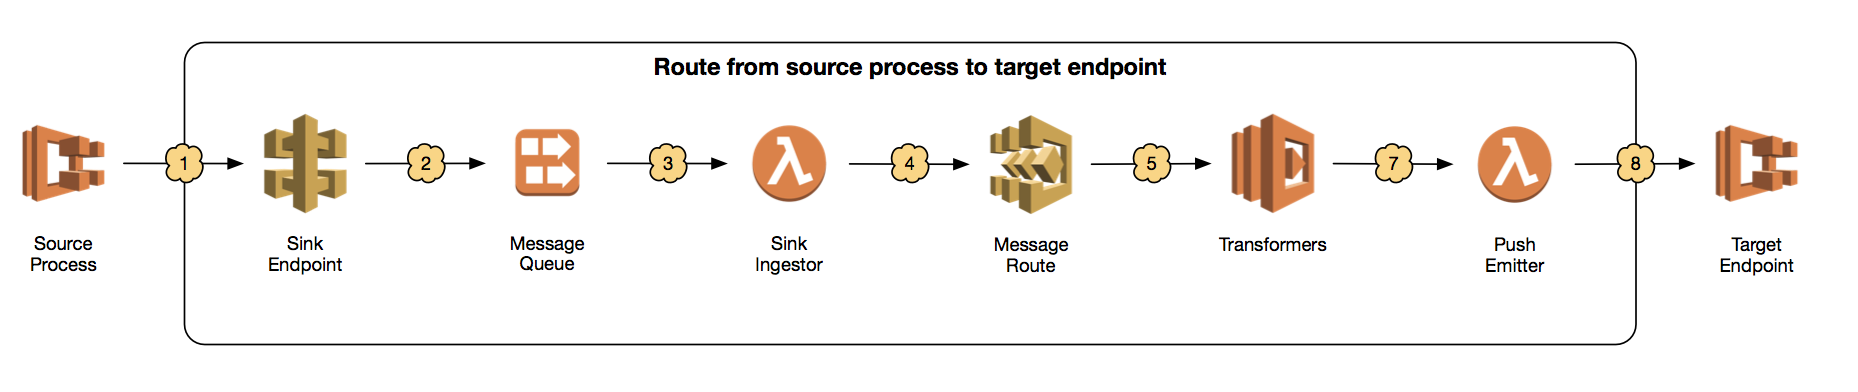 Route from source process to target endpoint
1
2
3
4
5
7
8
Source
Process
Sink
Endpoint
Message
Queue
Sink
Ingestor
Message
Route
Transformers
Push
Emitter
Target
Endpoint